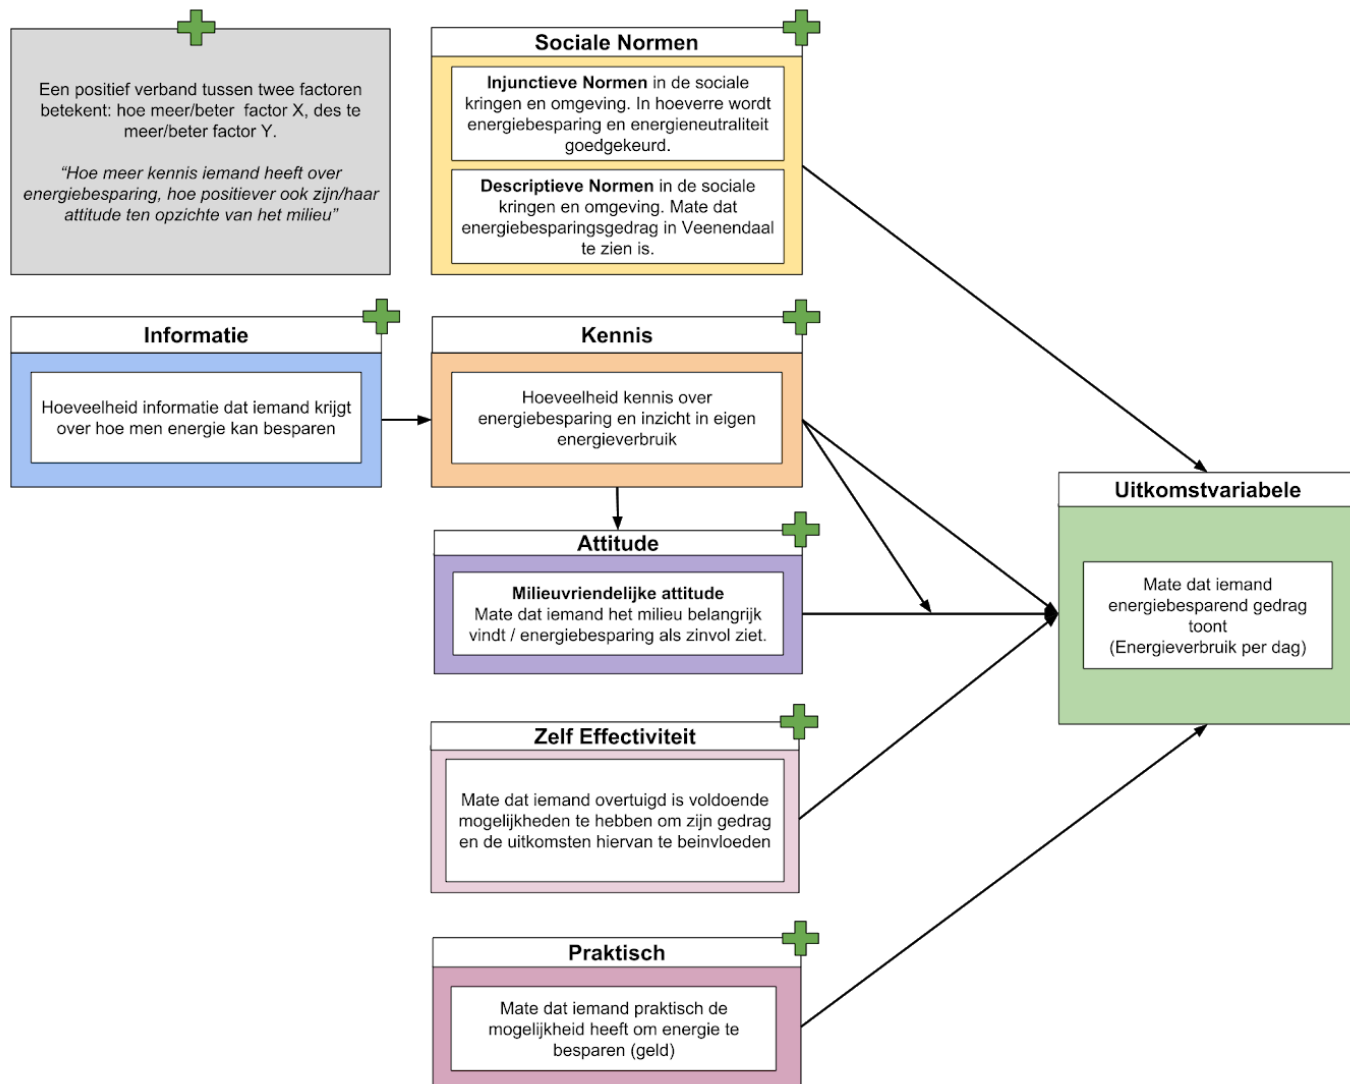 Een positief verband tussen twee factoren
betekent: hoe meer/beter factor X, des te
meer/beter factor Y.
“Hoe meer kennis iemand heeft over
energiebesparing, hoe positiever ook zijn/haar
attitude ten opzichte van het milieu”
Sociale Normen
Injunctieve Normen in de sociale
kringen en omgeving. In hoeverre wordt
energiebesparing en energieneutraliteit
goedgekeurd.
Descriptieve Normen in de sociale
kringen en omgeving. Mate dat
energiebesparingsgedrag in Veenendaal
te zien is.
Informatie
Hoeveelheid informatie dat iemand krijgt
over hoe men energie kan besparen
Kennis
Hoeveelheid kennis over
energiebesparing en inzicht in eigen
energieverbruik
Attitude
Milieuvriendelijke attitude
Mate dat iemand het milieu belangrijk
vindt / energiebesparing als zinvol ziet.
Zelf Effectiviteit
Mate dat iemand overtuigd is voldoende
mogelijkheden te hebben om zijn gedrag
en de uitkomsten hiervan te beinvloeden
Praktisch
Mate dat iemand praktisch de
mogelijkheid heeft om energie te
besparen (geld)
Uitkomstvariabele
Mate dat iemand
energiebesparend gedrag
toont
(Energieverbruik per dag)